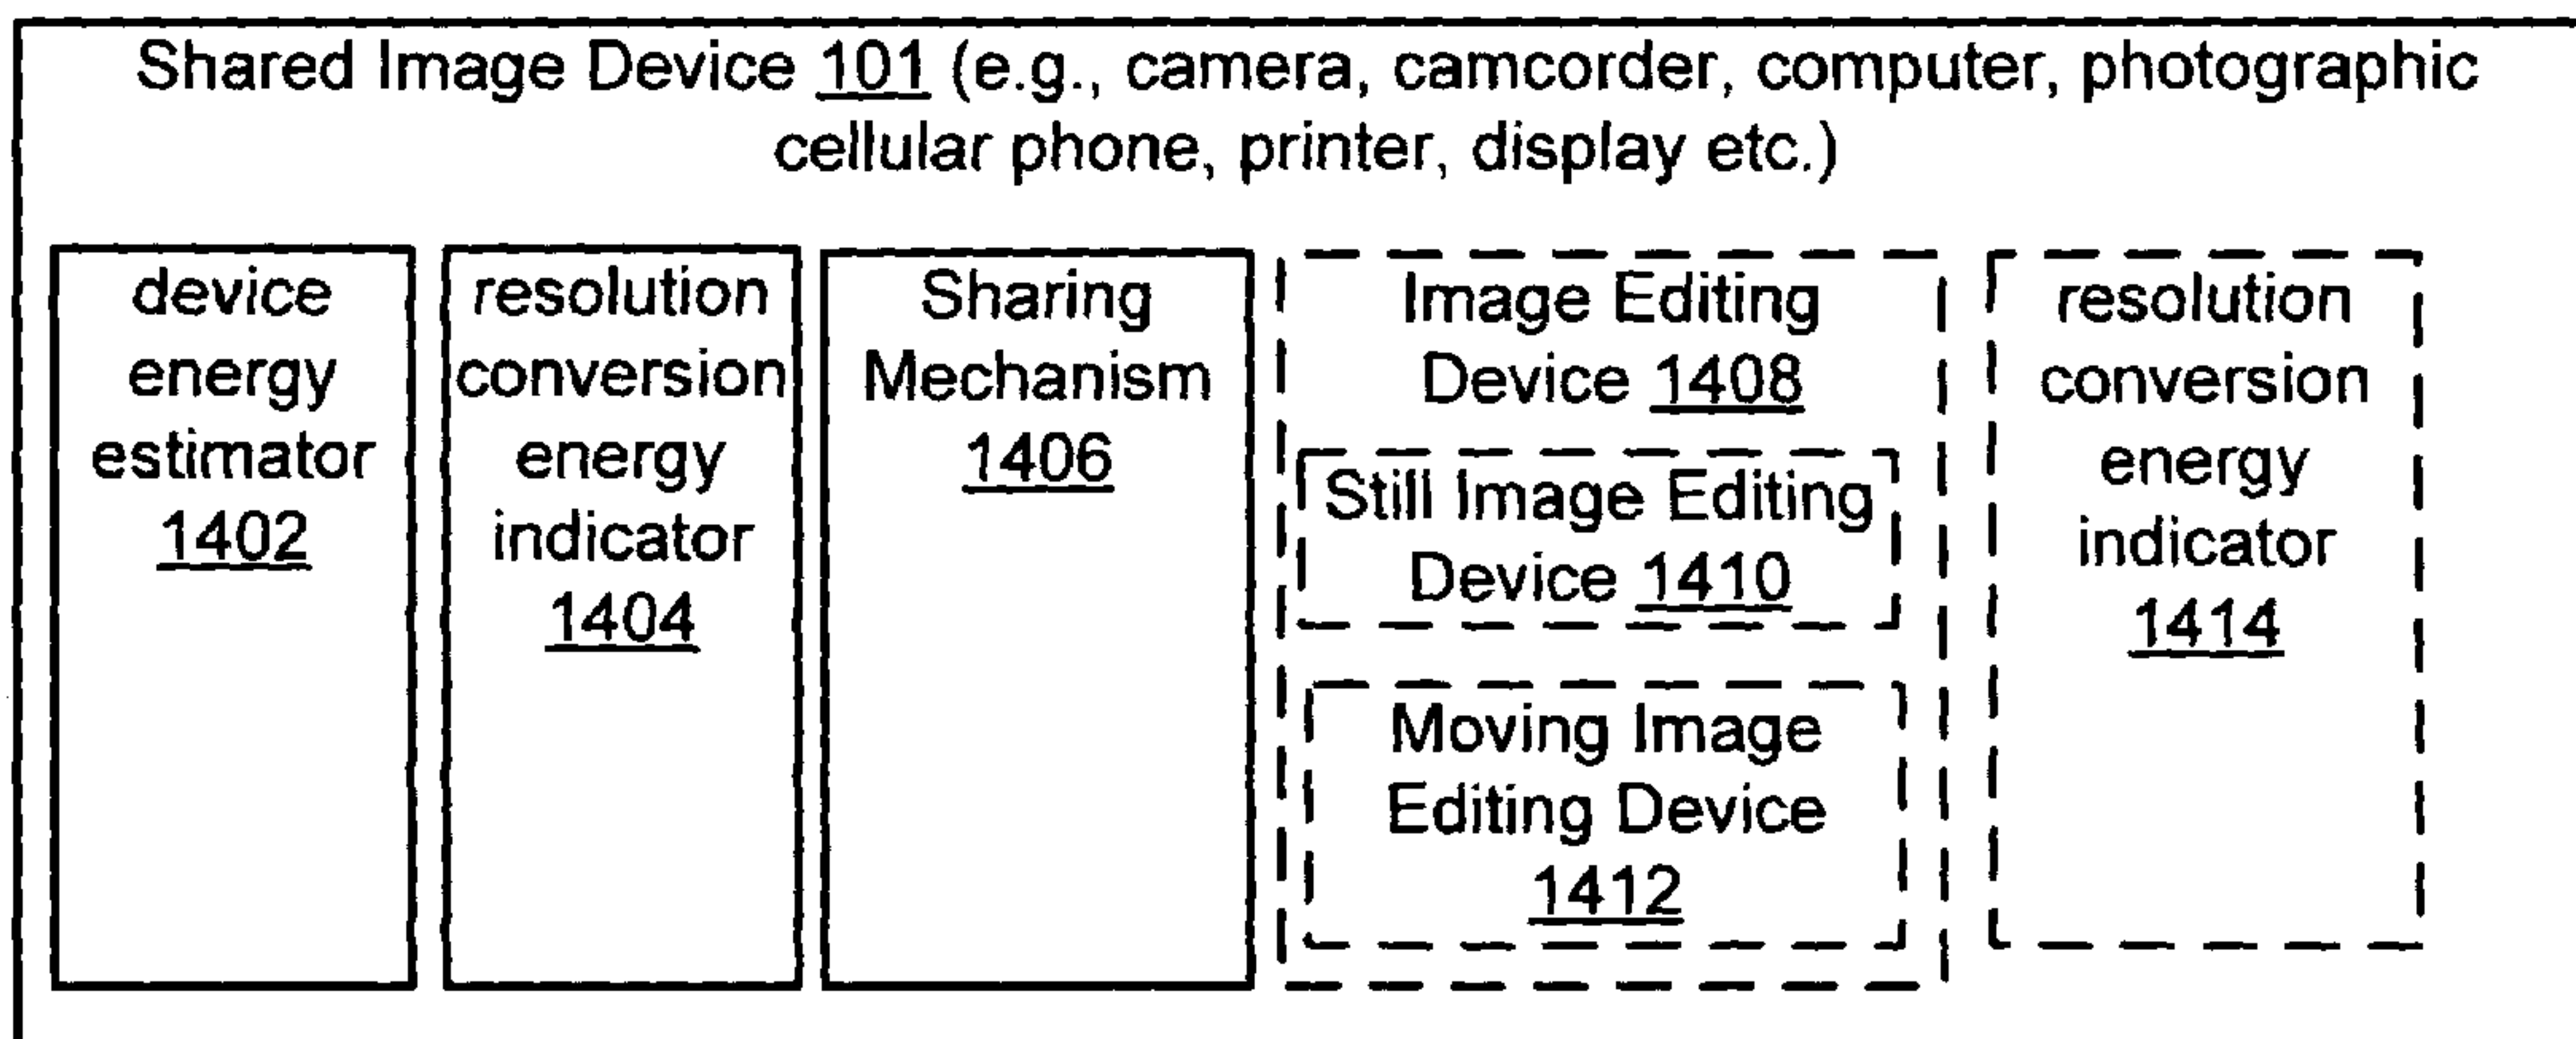 Shared Image Device 101 (e.g., camera, camcorder, computer, photographic
cellular phone, printer, display etc.)
device
energy
estimator
1402
resolution
conversion
energy
indicator
1404
Sharing
Mechanism
1406
Image Editing
Device 1408
Still Image Editing
Device 1410
Moving Image
Editing Device
1412
resolution
conversion
energy
indicator
1414